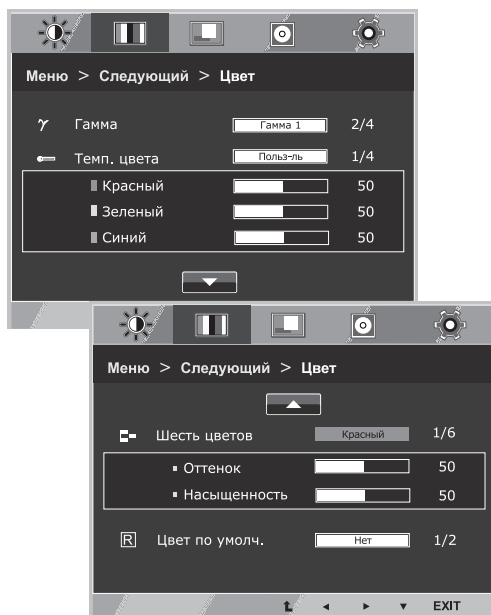 Меню > Следующий > Цвет
γ Гамма Гамма 1 2/4
Темп. цвета Польз-ль 1/4
Красный 50
Зеленый 50
Синий 50
Меню > Следующий > Цвет
Шесть цветов Красный 1/6
Оттенок 50
Насыщенность 50
R Цвет по умолч. Нет 1/2
EXIT